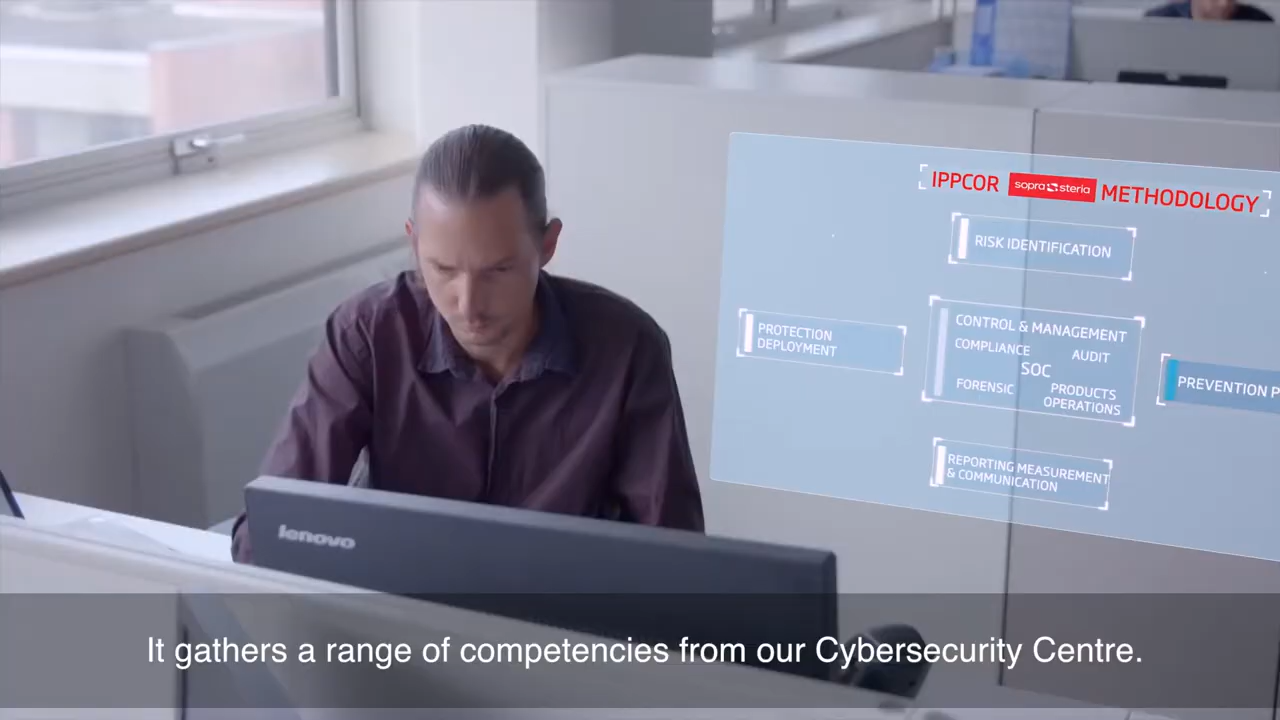 IPPCOR sopra steria METHODOLOGY
RISK IDENTIFICATION
PROTECTION
DEPLOYMENT
CONTROL & MANAGEMENT
COMPLIANCE AUDIT
SOC
FORENSIC PRODUCTS
OPERATIONS
PREVENTION P
REPORTING MEASUREMENT
& COMMUNICATION
lenovo
It gathers a range of competencies from our Cybersecurity Centre.